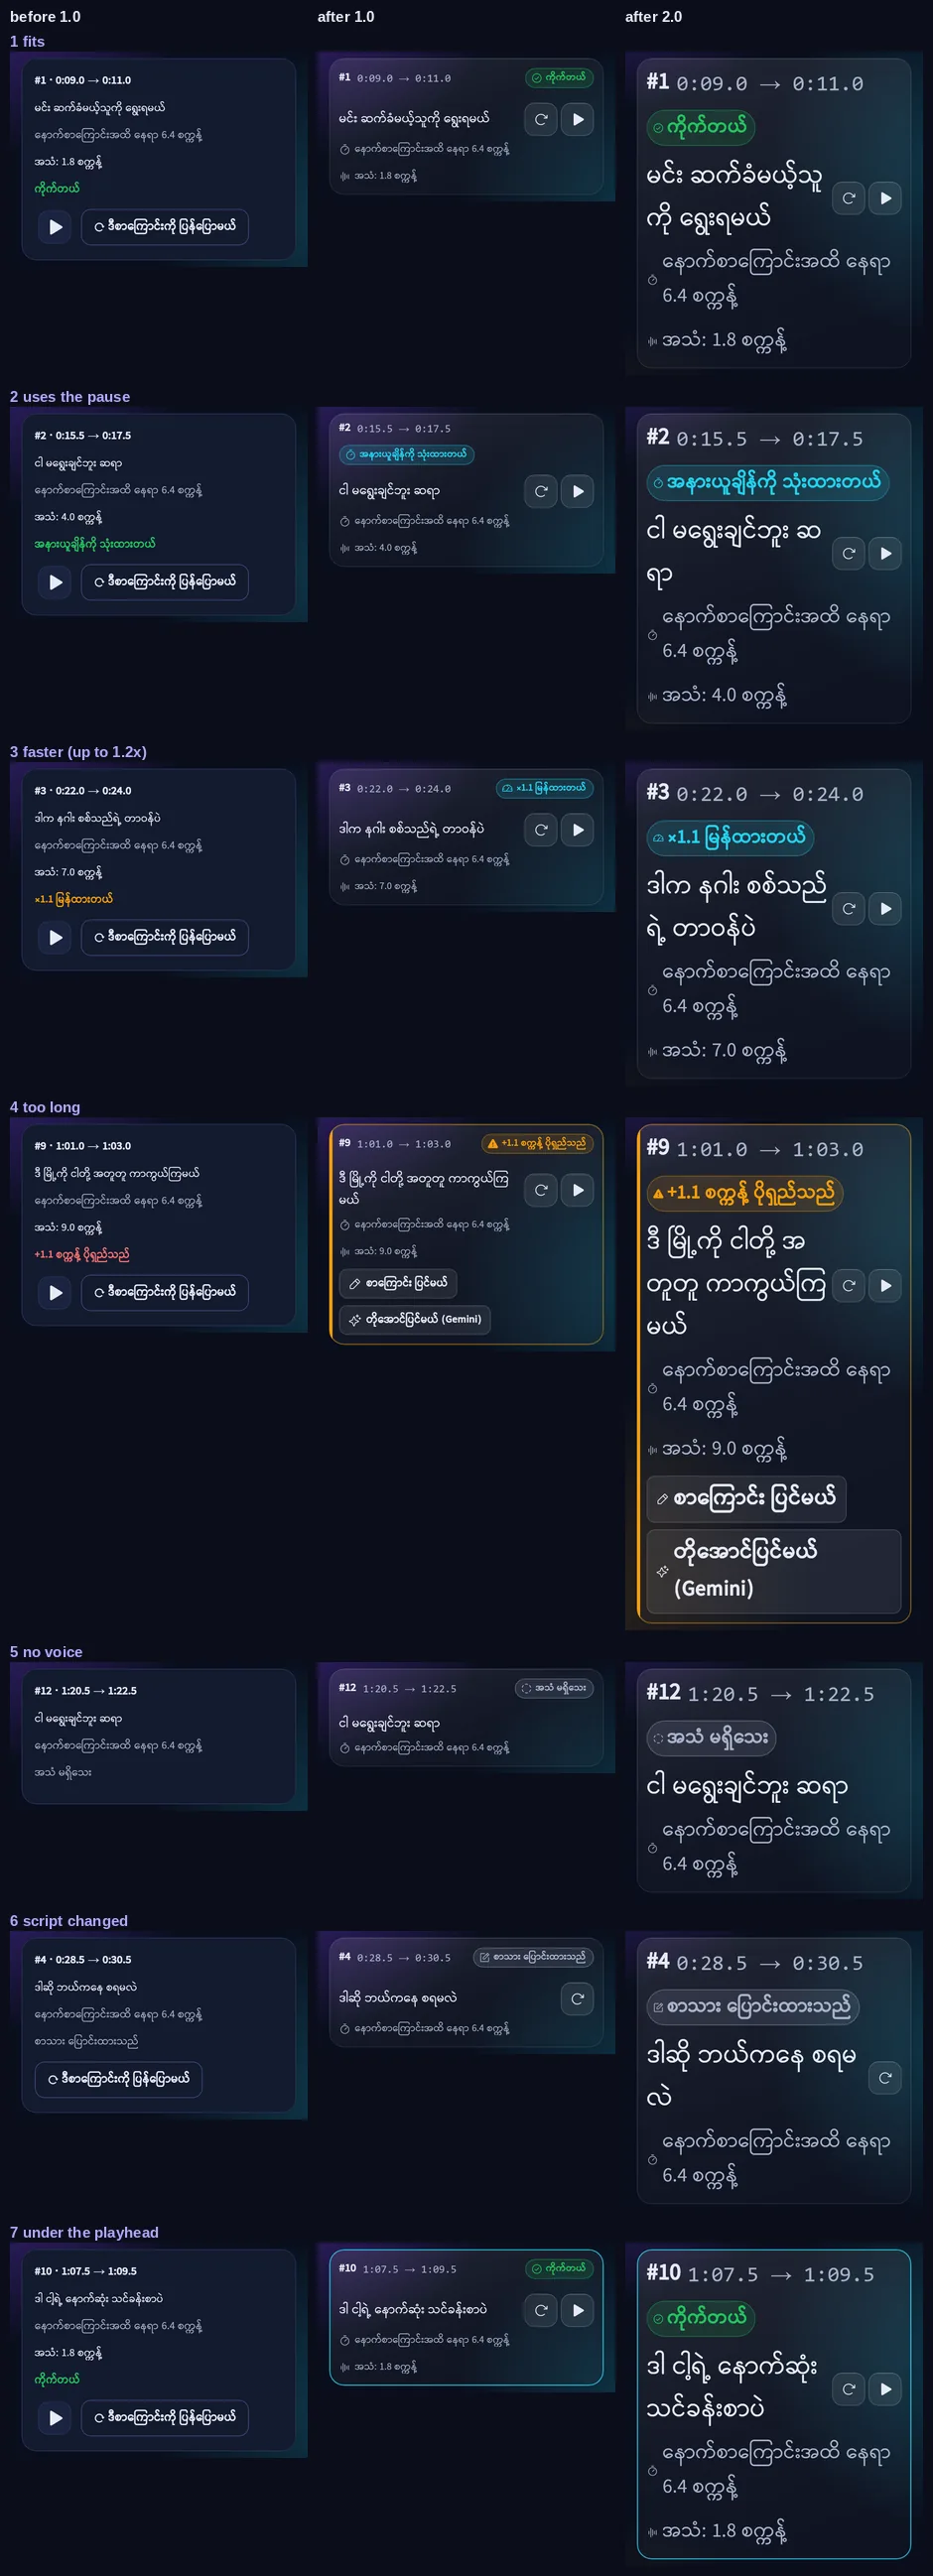 before 1.0
after 1.0
after 2.0
1 fits
#1 · 0:09.0 → 0:11.0
မင်း ဆက်ခံမယ့်သူကို ရွေးရမယ်
နောက်စာကြောင်းအထိ နေရာ 6.4 စက္ကန့်
အသံ: 1.8 စက္ကန့်
ကိုက်တယ်
ဒီစာကြောင်းကို ပြန်ပြောမယ်
#1 0:09.0 → 0:11.0
ကိုက်တယ်
မင်း ဆက်ခံမယ့်သူကို ရွေးရမယ်
နောက်စာကြောင်းအထိ နေရာ 6.4 စက္ကန့်
အသံ: 1.8 စက္ကန့်
#1 0:09.0 → 0:11.0
ကိုက်တယ်
မင်း ဆက်ခံမယ့်သူ
ကို ရွေးရမယ်
နောက်စာကြောင်းအထိ နေရာ
6.4 စက္ကန့်
အသံ: 1.8 စက္ကန့်
2 uses the pause
#2 · 0:15.5 → 0:17.5
ငါ မရွေးချင်ဘူး ဆရာ
နောက်စာကြောင်းအထိ နေရာ 6.4 စက္ကန့်
အသံ: 4.0 စက္ကန့်
အနားယူချိန်ကို သုံးထားတယ်
ဒီစာကြောင်းကို ပြန်ပြောမယ်
#2 0:15.5 → 0:17.5
အနားယူချိန်ကို သုံးထားတယ်
ငါ မရွေးချင်ဘူး ဆရာ
နောက်စာကြောင်းအထိ နေရာ 6.4 စက္ကန့်
အသံ: 4.0 စက္ကန့်
#2 0:15.5 → 0:17.5
အနားယူချိန်ကို သုံးထားတယ်
ငါ မရွေးချင်ဘူး ဆ
ရာ
နောက်စာကြောင်းအထိ နေရာ
6.4 စက္ကန့်
အသံ: 4.0 စက္ကန့်
3 faster (up to 1.2x)
#3 · 0:22.0 → 0:24.0
ဒါက နဂါး စစ်သည်ရဲ့ တာဝန်ပဲ
နောက်စာကြောင်းအထိ နေရာ 6.4 စက္ကန့်
အသံ: 7.0 စက္ကန့်
×1.1 မြန်ထားတယ်
ဒီစာကြောင်းကို ပြန်ပြောမယ်
#3 0:22.0 → 0:24.0
×1.1 မြန်ထားတယ်
ဒါက နဂါး စစ်သည်ရဲ့ တာဝန်ပဲ
နောက်စာကြောင်းအထိ နေရာ 6.4 စက္ကန့်
အသံ: 7.0 စက္ကန့်
#3 0:22.0 → 0:24.0
×1.1 မြန်ထားတယ်
ဒါက နဂါး စစ်သည်
ရဲ့ တာဝန်ပဲ
နောက်စာကြောင်းအထိ နေရာ
6.4 စက္ကန့်
အသံ: 7.0 စက္ကန့်
4 too long
#9 · 1:01.0 → 1:03.0
ဒီ မြို့ကို ငါတို့ အတူတူ ကာကွယ်ကြမယ်
နောက်စာကြောင်းအထိ နေရာ 6.4 စက္ကန့်
အသံ: 9.0 စက္ကန့်
+1.1 စက္ကန့် ပိုရှည်သည်
ဒီစာကြောင်းကို ပြန်ပြောမယ်
#9 1:01.0 → 1:03.0
+1.1 စက္ကန့် ပိုရှည်သည်
ဒီ မြို့ကို ငါတို့ အတူတူ ကာကွယ်ကြ
မယ်
နောက်စာကြောင်းအထိ နေရာ 6.4 စက္ကန့်
အသံ: 9.0 စက္ကန့်
စာကြောင်း ပြင်မယ်
တိုအောင်ပြင်မယ် (Gemini)
#9 1:01.0 → 1:03.0
+1.1 စက္ကန့် ပိုရှည်သည်
ဒီ မြို့ကို ငါတို့ အ
တူတူ ကာကွယ်ကြ
မယ်
နောက်စာကြောင်းအထိ နေရာ
6.4 စက္ကန့်
အသံ: 9.0 စက္ကန့်
စာကြောင်း ပြင်မယ်
တိုအောင်ပြင်မယ်
(Gemini)
5 no voice
#12 · 1:20.5 → 1:22.5
ငါ မရွေးချင်ဘူး ဆရာ
နောက်စာကြောင်းအထိ နေရာ 6.4 စက္ကန့်
အသံ မရှိသေး
#12 1:20.5 → 1:22.5
အသံ မရှိသေး
ငါ မရွေးချင်ဘူး ဆရာ
နောက်စာကြောင်းအထိ နေရာ 6.4 စက္ကန့်
#12 1:20.5 → 1:22.5
အသံ မရှိသေး
ငါ မရွေးချင်ဘူး ဆရာ
နောက်စာကြောင်းအထိ နေရာ
6.4 စက္ကန့်
6 script changed
#4 · 0:28.5 → 0:30.5
ဒါဆို ဘယ်ကနေ စရမလဲ
နောက်စာကြောင်းအထိ နေရာ 6.4 စက္ကန့်
စာသား ပြောင်းထားသည်
ဒီစာကြောင်းကို ပြန်ပြောမယ်
#4 0:28.5 → 0:30.5
စာသား ပြောင်းထားသည်
ဒါဆို ဘယ်ကနေ စရမလဲ
နောက်စာကြောင်းအထိ နေရာ 6.4 စက္ကန့်
#4 0:28.5 → 0:30.5
စာသား ပြောင်းထားသည်
ဒါဆို ဘယ်ကနေ စရမ
လဲ
နောက်စာကြောင်းအထိ နေရာ
6.4 စက္ကန့်
7 under the playhead
#10 · 1:07.5 → 1:09.5
ဒါ ငါ့ရဲ့ နောက်ဆုံး သင်ခန်းစာပဲ
နောက်စာကြောင်းအထိ နေရာ 6.4 စက္ကန့်
အသံ: 1.8 စက္ကန့်
ကိုက်တယ်
ဒီစာကြောင်းကို ပြန်ပြောမယ်
#10 1:07.5 → 1:09.5
ကိုက်တယ်
ဒါ ငါ့ရဲ့ နောက်ဆုံး သင်ခန်းစာပဲ
နောက်စာကြောင်းအထိ နေရာ 6.4 စက္ကန့်
အသံ: 1.8 စက္ကန့်
#10 1:07.5 → 1:09.5
ကိုက်တယ်
ဒါ ငါ့ရဲ့ နောက်ဆုံး
သင်ခန်းစာပဲ
နောက်စာကြောင်းအထိ နေရာ
6.4 စက္ကန့်
အသံ: 1.8 စက္ကန့်